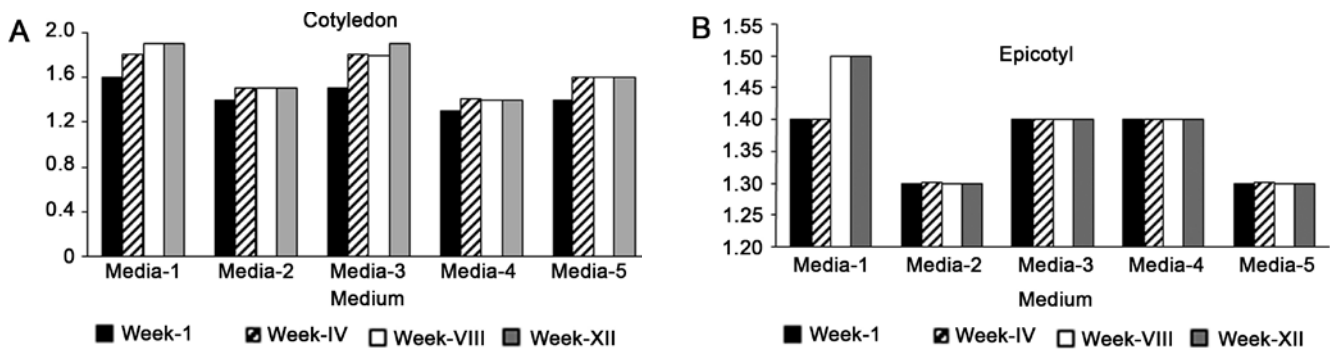 A
Cotyledon
2.0
1.6
1.2
0.8
0.4
0
Media-1 Media-2 Media-3 Media-4 Media-5
Medium
Week-1 Week-IV Week-VIII Week-XII
B
Epicotyl
1.55
1.50
1.45
1.40
1.35
1.30
1.25
1.20
Media-1 Media-2 Media-3 Media-4 Media-5
Medium
Week-1 Week-IV Week-VIII Week-XII